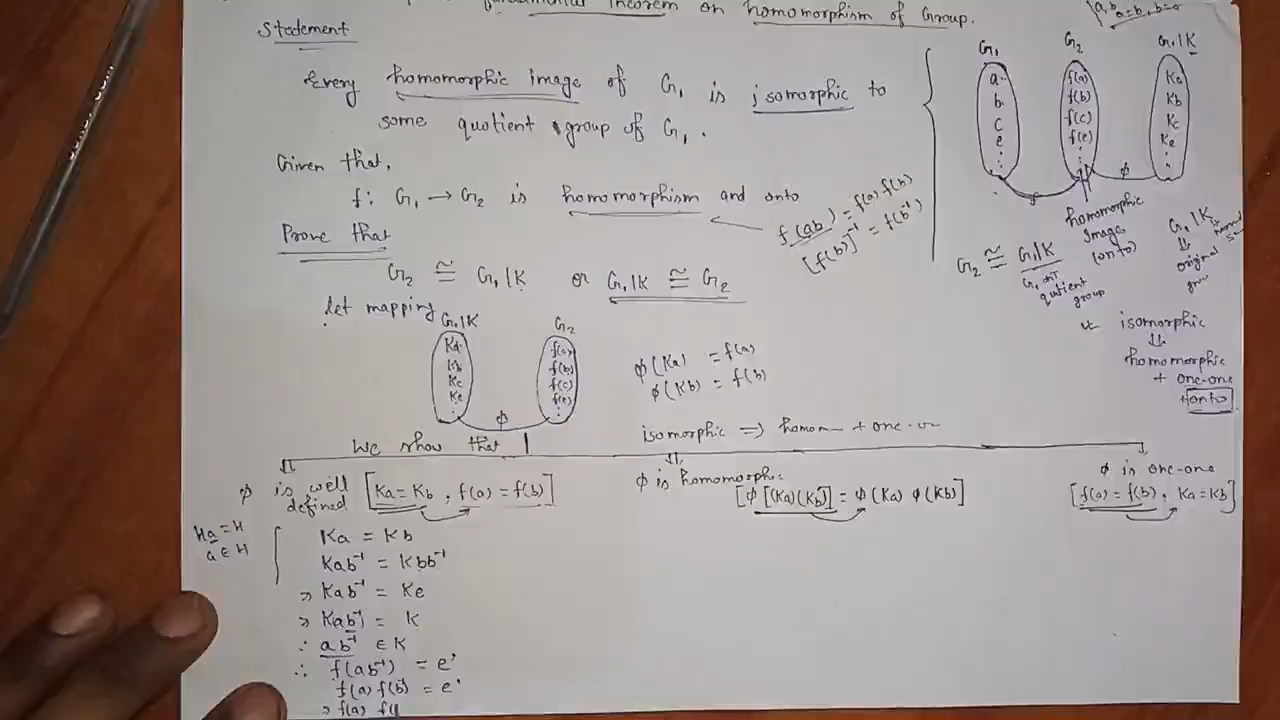 fundamental theorem on homomorphism of Group.
Statement
Every homomorphic image of G₁ is isomorphic to
some quotient group of G₁.
Given that,
f: G₁ → G₂ is homomorphism and onto
f(ab) = f(a) f(b)
[f(b)]⁻¹ = f(b⁻¹)
Prove that
G₂ ≅ G₁|K or G₁|K ≅ G₂
let mapping
G₁|K G₂
Ka f(a)
Kb f(b)
Kc f(c)
Ke f(e)
ϕ
ϕ(Ka) = f(a)
ϕ(Kb) = f(b)
We show that
isomorphic ⇒ homom + one-
a=b, b=
G₁ G₂ G₁|K
a f(a) Ka
b f(b) Kb
c f(c) Kc
e f(e) Ke
f ϕ
homomorphic
Image
(onto)
G₂ ≅ G₁|K
quotient
group
G₁|K
⇓
original
isomorphic
⇓
homomorphic
+ one-one
+onto
ϕ is well defined [Ka = Kb, f(a) = f(b)]
ϕ is homomorphic
[ϕ[(Ka)(Kb)] = ϕ(Ka) ϕ(Kb)]
ϕ is one-one
[f(a) = f(b), Ka = Kb]
Ha = H
a ∈ H
Ka = Kb
Kab⁻¹ = Kbb⁻¹
⇒ Kab⁻¹ = Ke
⇒ Kab⁻¹ = K
∴ ab⁻¹ ∈ K
∴ f(ab⁻¹) = e'
f(a) f(b⁻¹) = e'
⇒ f(a) f(